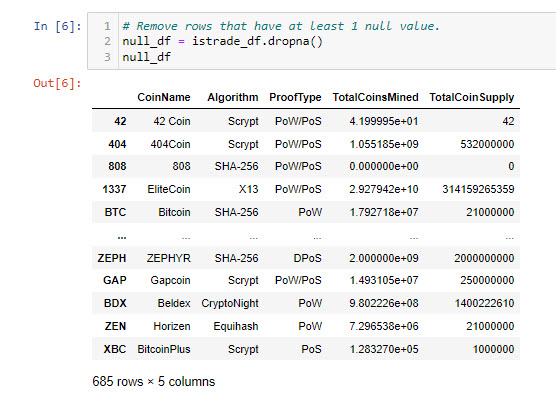 In [6]:
1 # Remove rows that have at least 1 null value.
2 null_df = istrade_df.dropna()
3 null_df
Out[6]:
CoinName Algorithm ProofType TotalCoinsMined TotalCoinSupply
42 42 Coin Scrypt PoW/PoS 4.199995e+01 42
404 404Coin Scrypt PoW/PoS 1.055185e+09 532000000
808 808 SHA-256 PoW/PoS 0.000000e+00 0
1337 EliteCoin X13 PoW/PoS 2.927942e+10 314159265359
BTC Bitcoin SHA-256 PoW 1.792718e+07 21000000
... ... ... ... ... ...
ZEPH ZEPHYR SHA-256 DPoS 2.000000e+09 2000000000
GAP Gapcoin Scrypt PoW/PoS 1.493107e+07 250000000
BDX Beldex CryptoNight PoW 9.802226e+08 1400222610
ZEN Horizen Equihash PoW 7.296538e+06 21000000
XBC BitcoinPlus Scrypt PoS 1.283270e+05 1000000
685 rows × 5 columns